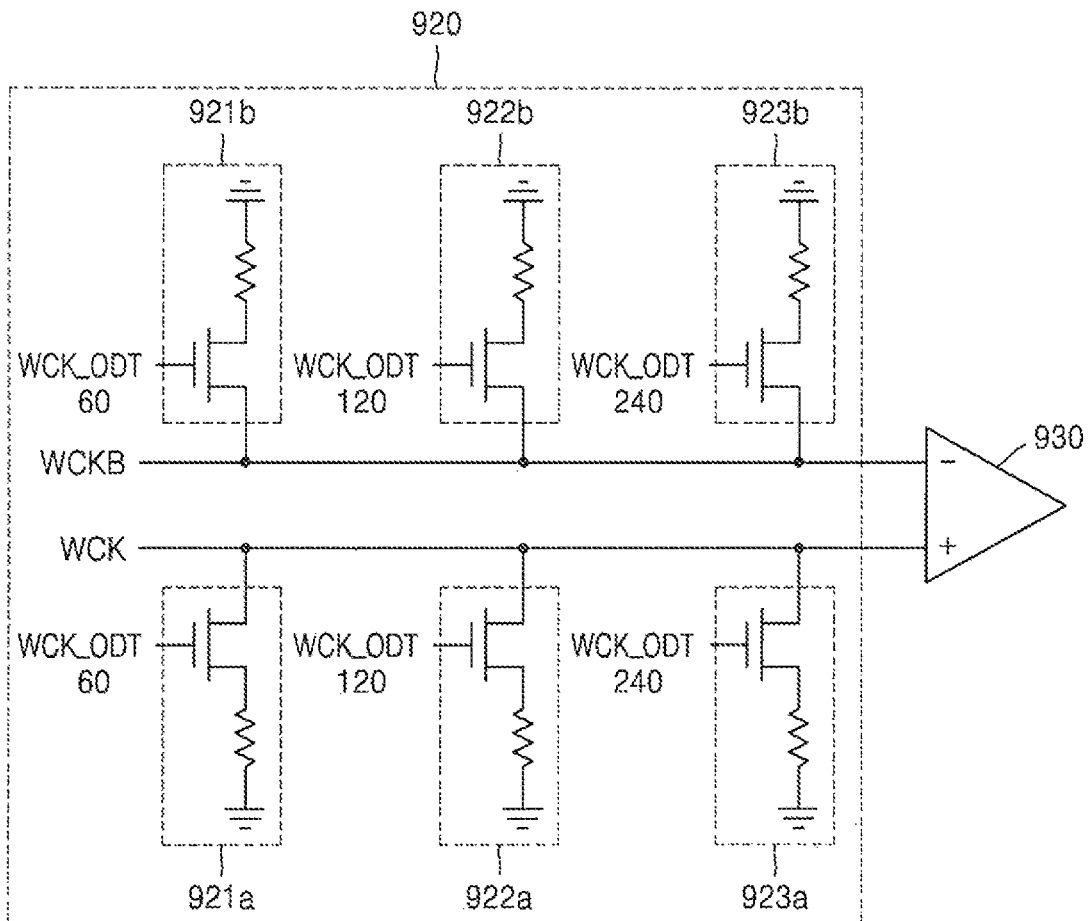 920
921b
922b
923b
WCK_ODT
60
WCK_ODT
120
WCK_ODT
240
930
WCKB
-
WCK
+
WCK_ODT
60
WCK_ODT
120
WCK_ODT
240
921a
922a
923a